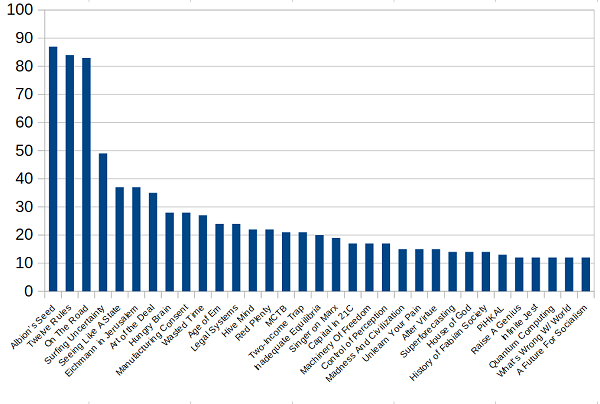 100
90
80
70
60
50
40
30
20
10
0
Albion's Seed
Twelve Rules
On The Road
Surfing Uncertainty
Seeing Like A State
Eichmann In Jerusalem
Art of the Deal
Hungry Brain
Manufacturing Consent
Wasted Time
Age of Em
Legal Systems
Hive Mind
Red Plenty
MCTB
Two-Income Trap
Inadequate Equilibria
Singer on Marx
Capital in 21C
Machinery Of Freedom
Control of Perception
Madness And Civilization
Unlearn Your Pain
After Virtue
Superforecasting
House of God
History of Fabian Society
PiHKAL
Raise A Genius
Infinite Jest
Quantum Computing
What's Wrong W/ World
A Future For Socialism